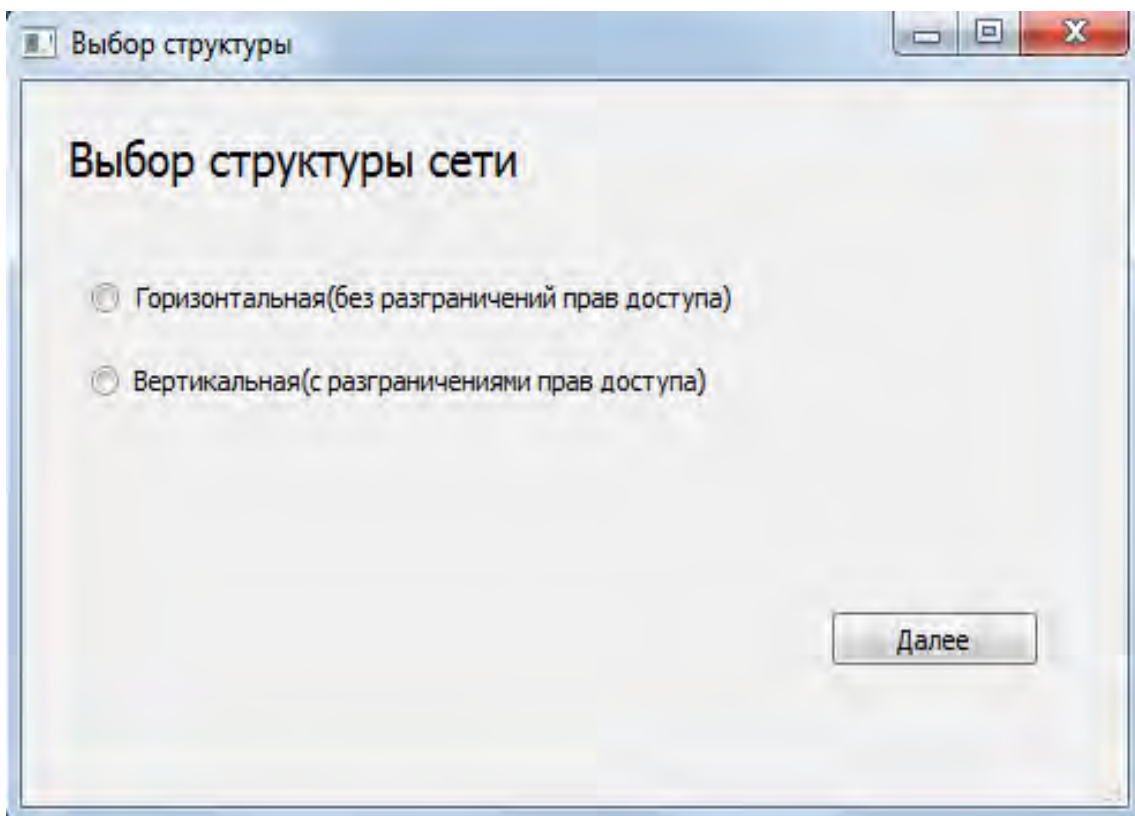 Выбор структуры
Выбор структуры сети
Горизонтальная(без разграничений прав доступа)
Вертикальная(с разграничениями прав доступа)
Далее